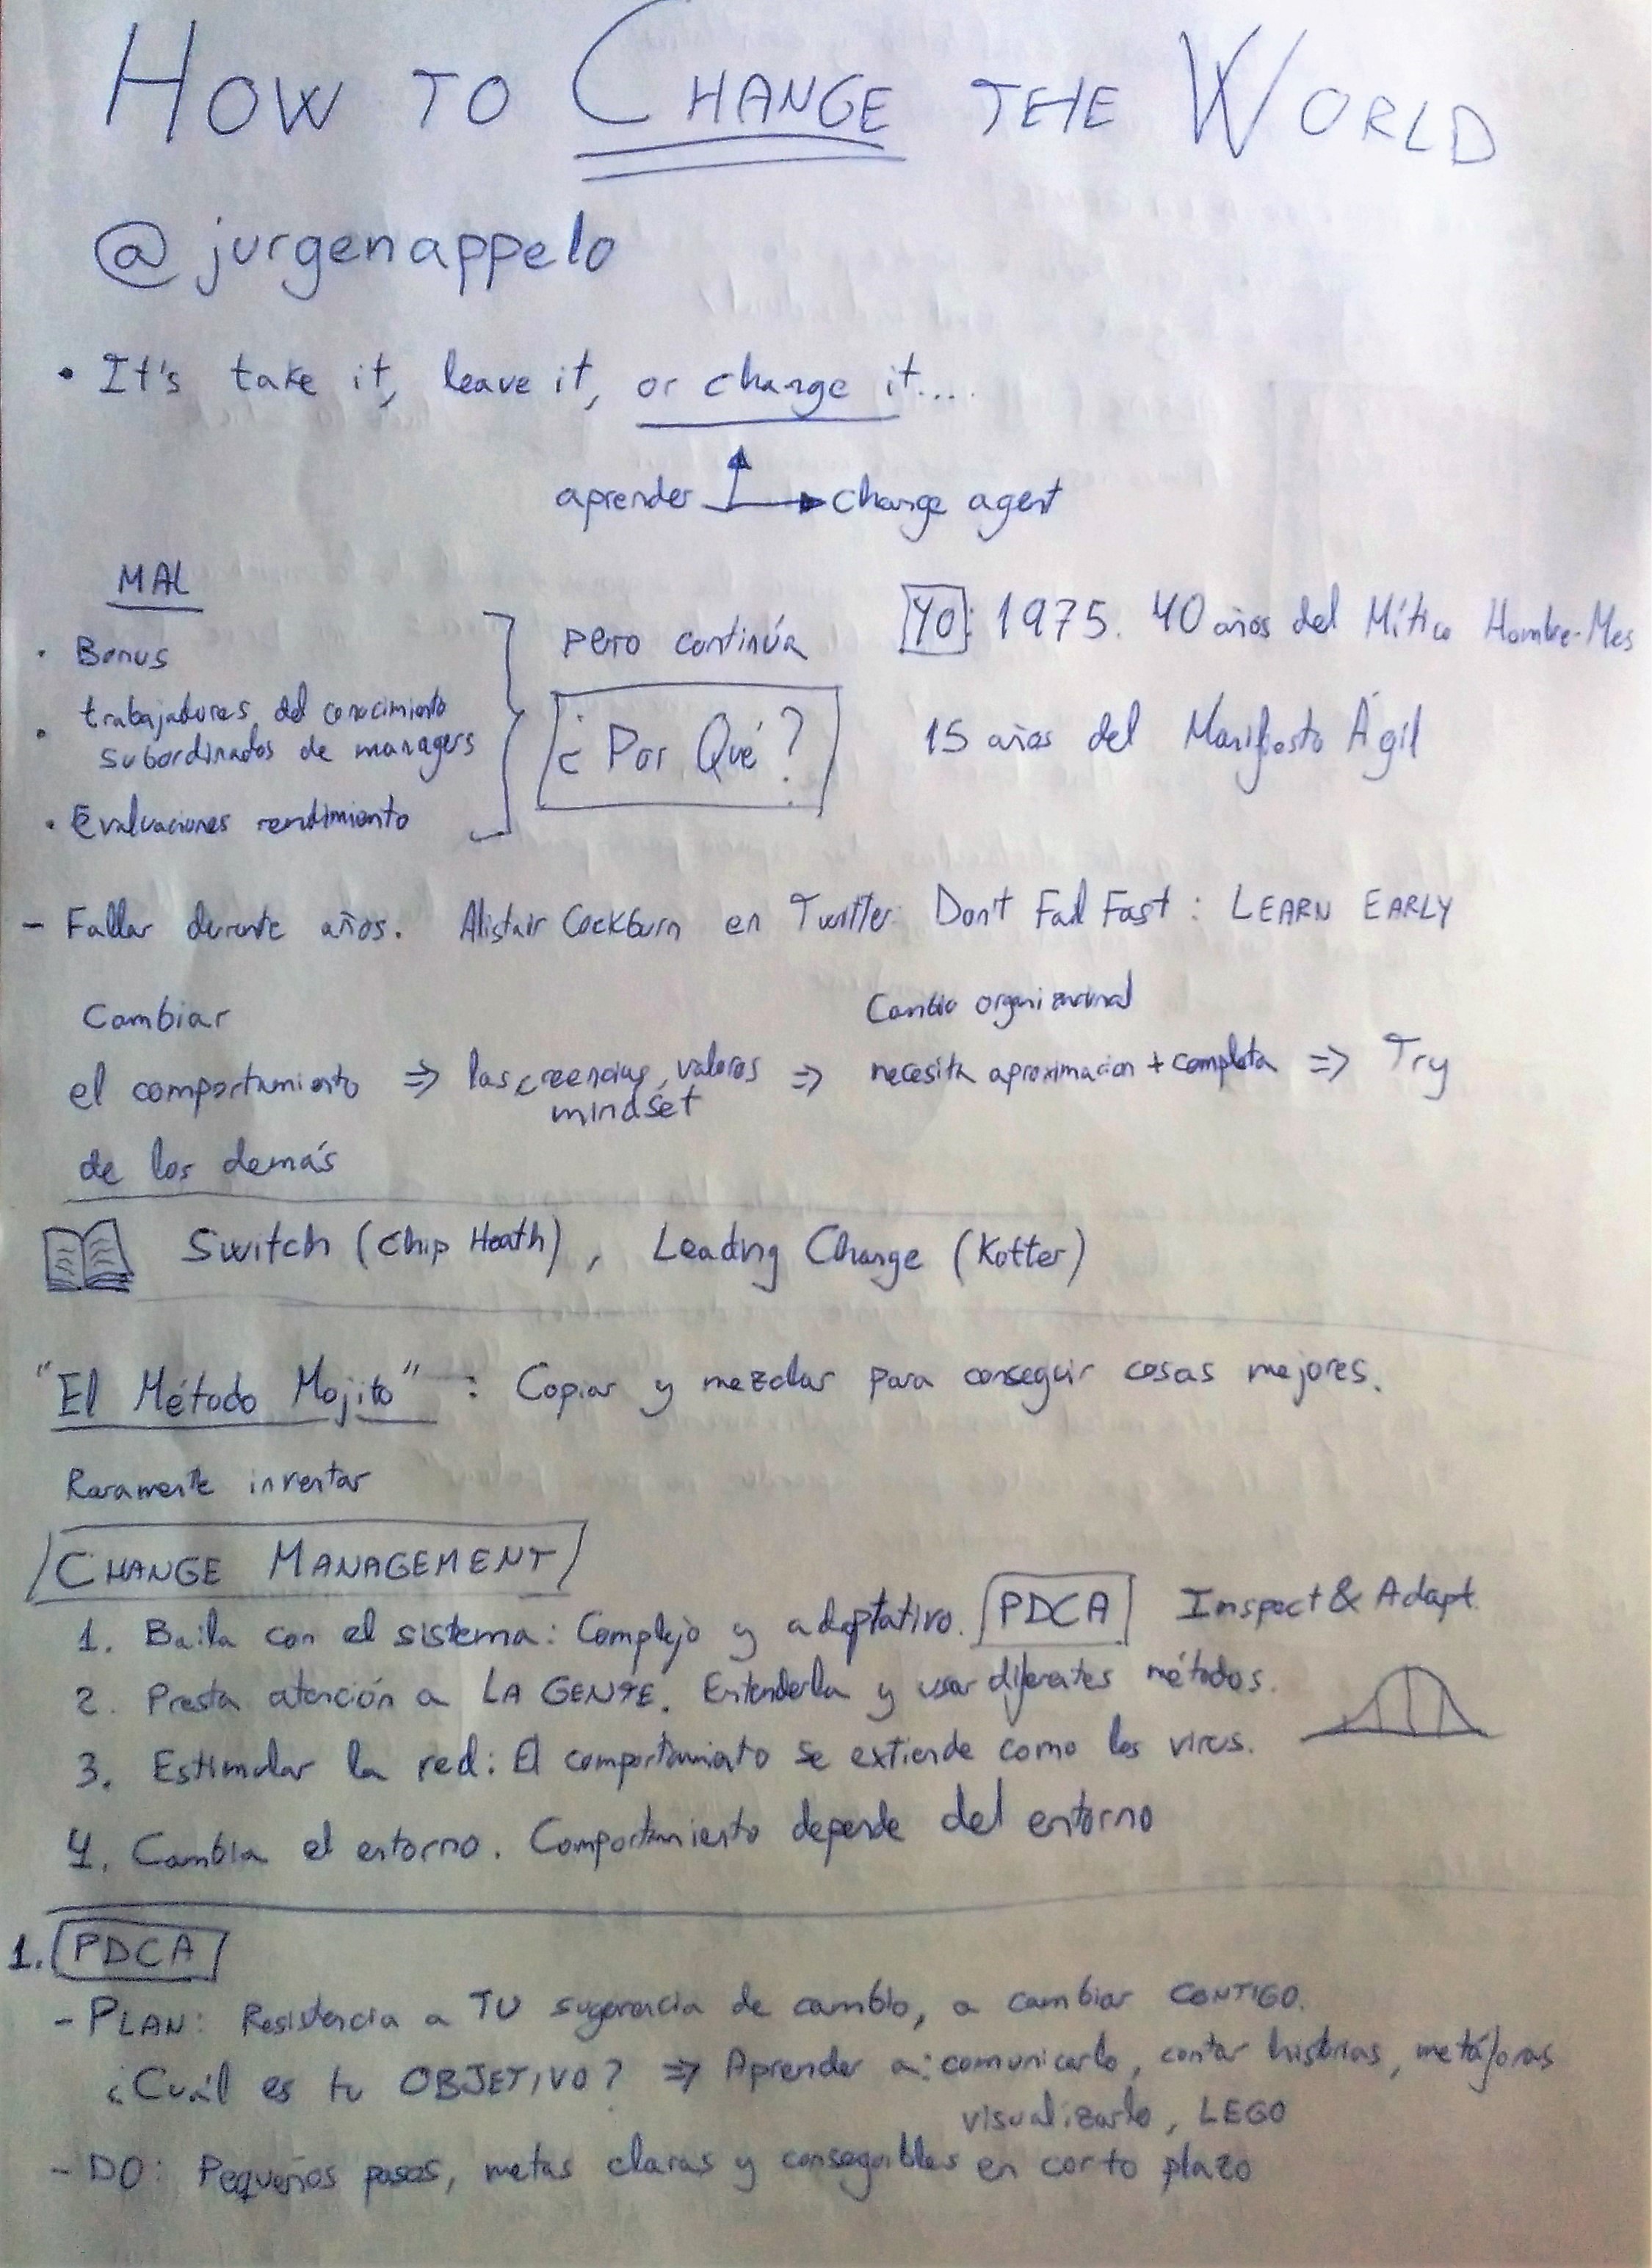 HOW TO CHANGE THE WORLD
@jurgenappelo
• It's take it, leave it, or change it....
aprender → change agent
MAL
• Bonus
• trabajadores del conocimiento
subordinados de managers
• Evaluaciones rendimiento
pero continúa
¿Por Qué?
Yo: 1975. 40 años del Mítico Hombre-Mes
15 años del Manifiesto Ágil
- Fallar durante años. Alistair Cockburn en Twitter: Don't Fail Fast: LEARN EARLY
Cambiar
el comportamiento
de los demás
⇒ las creencias, valores
mindset
⇒ Cambio organizacional
necesita aproximacion + completa ⇒ Try
Switch (Chip Heath), Leading Change (Kotter)
"El Método Mojito": Copiar y mezclar para conseguir cosas mejores.
Raramente inventar
CHANGE MANAGEMENT
1. Baila con el sistema: Complejo y adaptativo. PDCA Inspect & Adapt.
2. Presta atención a LA GENTE. Entenderla y usar diferentes métodos.
3. Estimular la red: El comportamiento se extiende como los virus.
4. Cambia el entorno. Comportamiento depende del entorno
1. PDCA
- PLAN: Resistencia a TU sugerencia de cambio, a cambiar CONTIGO.
¿Cuál es tu OBJETIVO? ⇒ Aprender a: comunicarlo, contar historias, metáforas
visualizarlo, LEGO
- DO: Pequeños pasos, metas claras y conseguibles en corto plazo